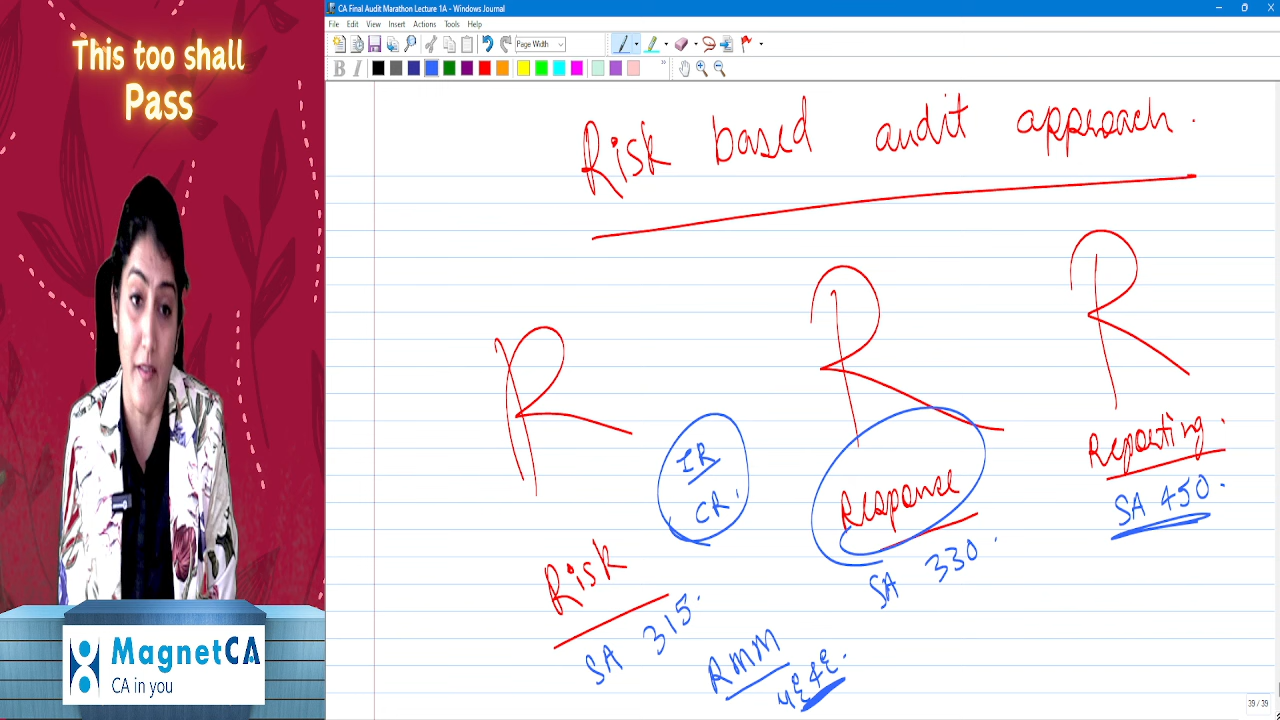 This too shall
Pass
CA Final Audit Marathon Lecture 1A - Windows Journal
File Edit View Insert Actions Tools Help
Page Width
B I
Risk based audit approach.
R R R
IR
CR.
Risk
SA 315.
RMM
Response
SA 330.
Reporting.
SA 450.
MagnetCA
CA in you
39 / 39